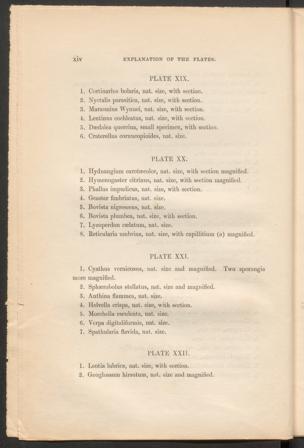 xiv EXPLANATION OF THE PLATES.
PLATE XIX.
1. Cortinarius bolaris, nat. size, with section.
2. Nyctalis parasitica, nat. size, with section.
3. Marasmius Wynnei, nat. size, with section.
4. Lentinus cochleatus, nat. size, with section.
5. Dædalea quercina, small specimen, with section.
6. Craterellus cornucopioides, nat. size.
PLATE XX.
1. Hydnangium carotæcolor, nat. size, with section magnified.
2. Hymenogaster citrinus, nat. size, with section magnified.
3. Phallus impudicus, nat. size, with section.
4. Geaster fimbriatus, nat. size.
5. Bovista nigrescens, nat. size.
6. Bovista plumbea, nat. size, with section.
7. Lycoperdon cælatum, nat. size.
8. Reticularia umbrina, nat. size, with capillitium (a) magnified.
PLATE XXI.
1. Cyathus vernicosus, nat. size and magnified. Two sporangia
more magnified.
2. Sphærobolus stellatus, nat. size and magnified.
3. Anthina flammea, nat. size.
4. Helvella crispa, nat. size, with section.
5. Morchella esculenta, nat. size.
6. Verpa digitaliformis, nat. size.
7. Spathularia flavida, nat. size.
PLATE XXII.
1. Leotia lubrica, nat. size, with section.
2. Geoglossum hirsutum, nat. size and magnified.